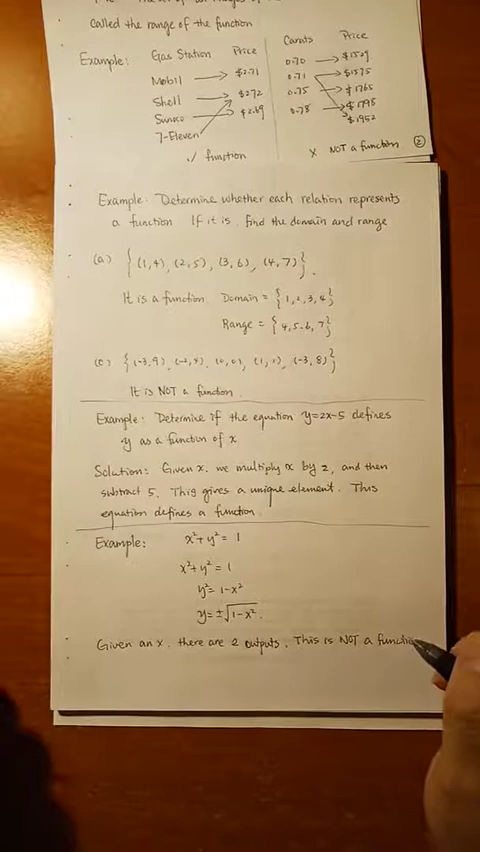 called the range of the function
Example: Gas Station Price
Mobil $2.71
Shell $2.72
Sunoco $2.69
7-Eleven
✓ function
Carats Price
0.70 $1529
0.71 $1575
0.75 $1765
0.78 $1798
$1952
X NOT a function
2
Example: Determine whether each relation represents
a function If it is, find the domain and range
(a) {(1,4), (2,5), (3,6), (4,7)}.
It is a function. Domain = {1,2,3,4}
Range = {4,5,6,7}
(c) {(-3,9), (-2,4), (0,0), (1,1), (-3,8)}
It is NOT a function.
Example: Determine if the equation y=2x-5 defines
y as a function of x
Solution: Given x, we multiply x by 2, and then
subtract 5. This gives a unique element. This
equation defines a function.
Example: x²+y²= 1
x²+y²= 1
y²= 1-x²
y=±√1-x².
Given an x, there are 2 outputs. This is NOT a function